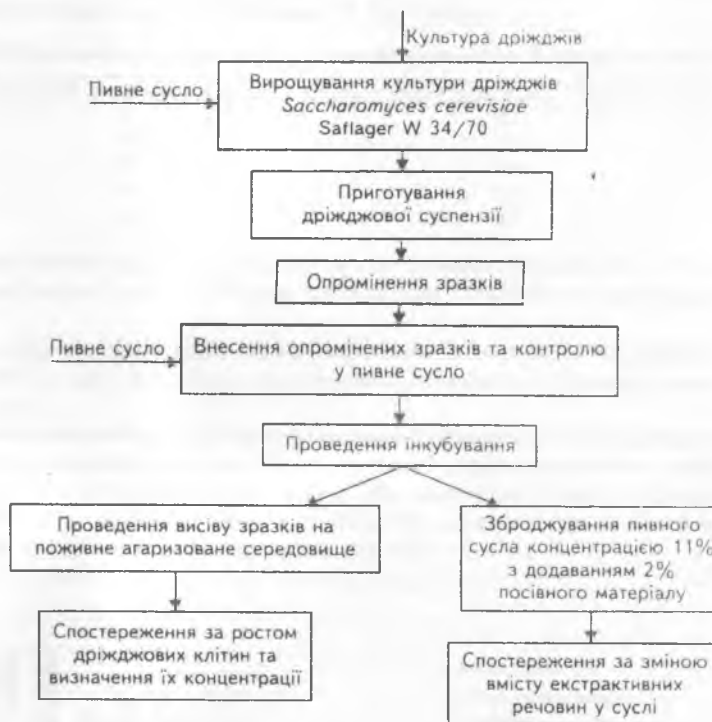 Культура дріжджів
Пивне сусло
Вирощування культури дріжджів
Saccharomyces cerevisiae
Saflager W 34/70
Приготування
дріжджової суспензії
Опромінення зразків
Пивне сусло
Внесення опромінених зразків та контролю
у пивне сусло
Проведення інкубування
Проведення висіву зразків на
поживне агаризоване середовище
Зброджування пивного
сусла концентрацією 11%
з додаванням 2%
посівного матеріалу
Спостереження за ростом
дріжджових клітин та
визначення їх концентрації
Спостереження за зміною
вмісту екстрактивних
речовин у суслі